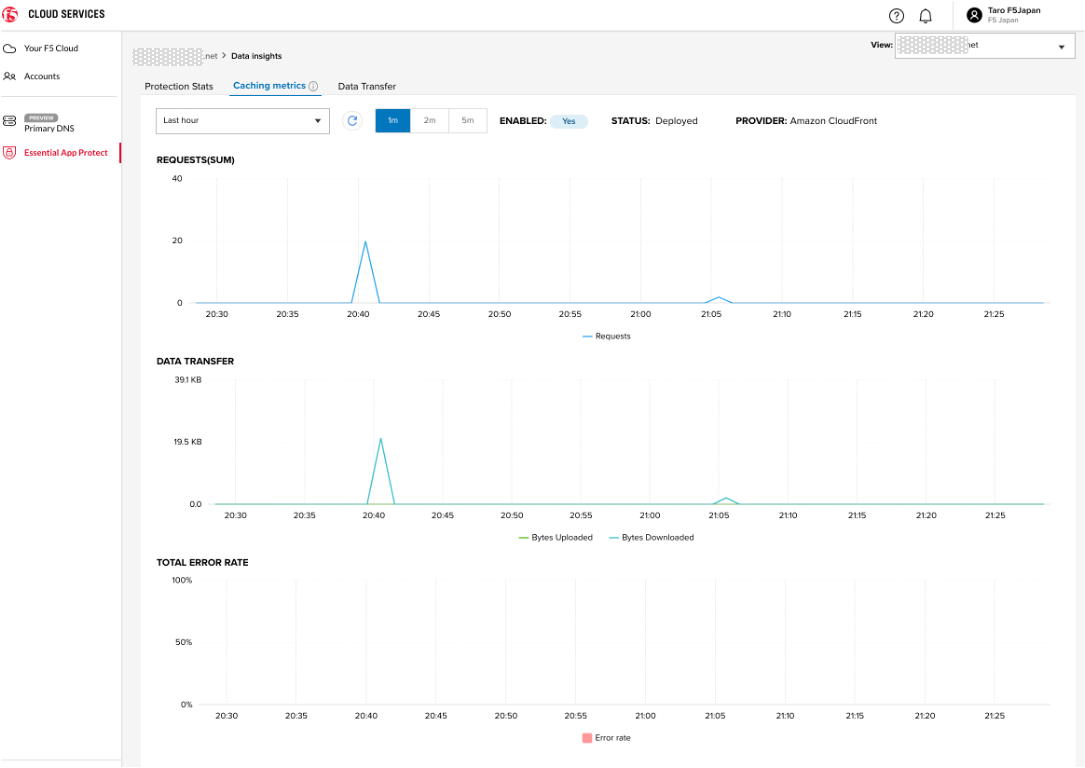 f5 CLOUD SERVICES
Taro F5Japan
F5 Japan
Your F5 Cloud
Accounts
PREVIEW
Primary DNS
Essential App Protect
.net > Data insights
View: net
Protection Stats Caching metrics Data Transfer
Last hour 1m 2m 5m ENABLED: Yes STATUS: Deployed PROVIDER: Amazon CloudFront
REQUESTS(SUM)
40
20
0
20:30 20:35 20:40 20:45 20:50 20:55 21:00 21:05 21:10 21:15 21:20 21:25
Requests
DATA TRANSFER
39.1 KB
19.5 KB
0.0
20:30 20:35 20:40 20:45 20:50 20:55 21:00 21:05 21:10 21:15 21:20 21:25
Bytes Uploaded Bytes Downloaded
TOTAL ERROR RATE
100%
50%
0%
20:30 20:35 20:40 20:45 20:50 20:55 21:00 21:05 21:10 21:15 21:20 21:25
Error rate